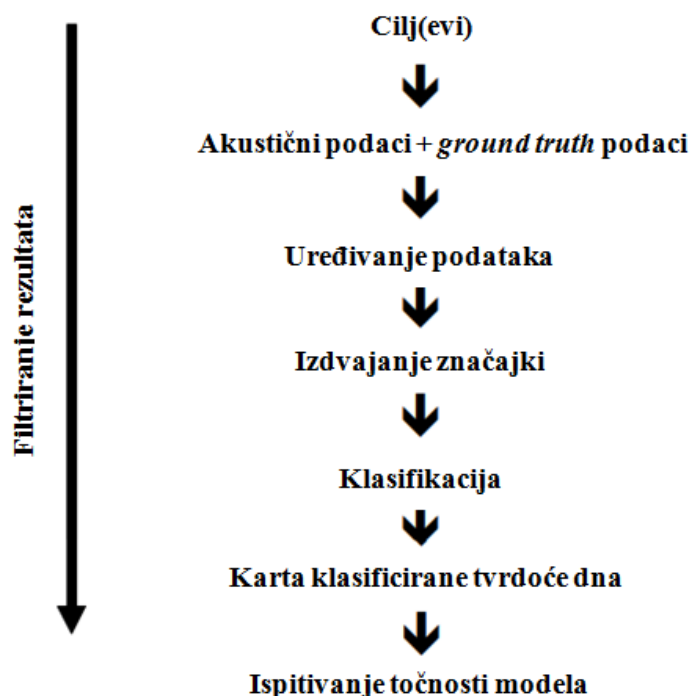 Cilj(evi)
Akustični podaci + ground truth podaci
Uređivanje podataka
Izdvajanje značajki
Klasifikacija
Karta klasificirane tvrdoće dna
Ispitivanje točnosti modela
Filtriranje rezultata